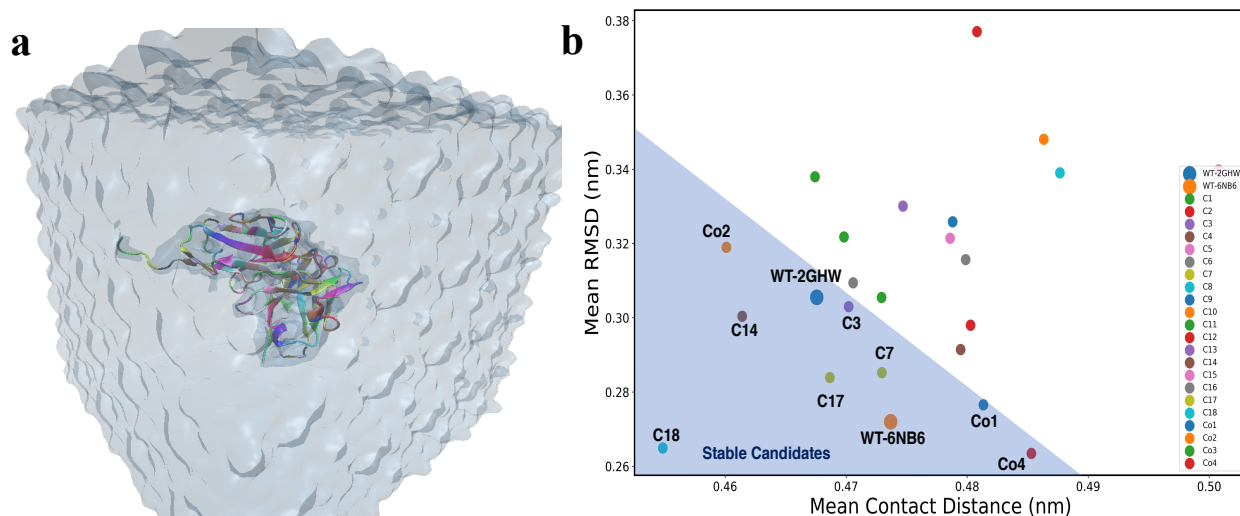 a
b
Mean RMSD (nm)
0.38
0.36
0.34
0.32
0.30
0.28
0.26
Co2
WT-2GHW
C14
C3
C7
C17
WT-6NB6
Co1
C18
Stable Candidates
Co4
WT-2GHW
WT-6NB6
C1
C2
C3
C4
C5
C6
C7
C8
C9
C10
C11
C12
C13
C14
C15
C16
C17
C18
Co1
Co2
Co3
Co4
0.46
0.47
0.48
0.49
0.50
Mean Contact Distance (nm)